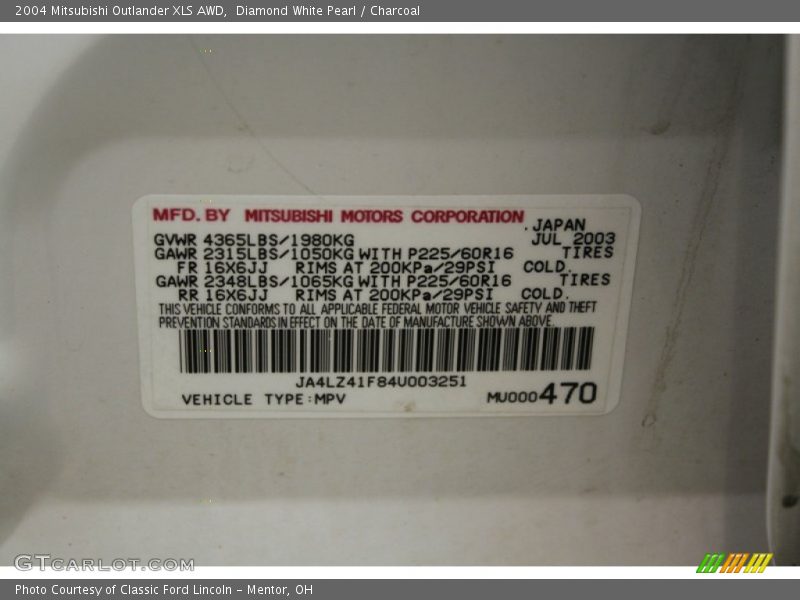 2004 Mitsubishi Outlander XLS AWD,  Diamond White Pearl / Charcoal
MFD. BY MITSUBISHI MOTORS CORPORATION, JAPAN
GVWR 4365LBS/1980KG JUL 2003
GAWR 2315LBS/1050KG WITH P225/60R16 TIRES
FR 16X6JJ RIMS AT 200KPa/29PSI COLD.
GAWR 2348LBS/1065KG WITH P225/60R16 TIRES
RR 16X6JJ RIMS AT 200KPa/29PSI COLD.
THIS VEHICLE CONFORMS TO ALL APPLICABLE FEDERAL MOTOR VEHICLE SAFETY AND THEFT
PREVENTION STANDARDS IN EFFECT ON THE DATE OF MANUFACTURE SHOWN ABOVE.
JA4LZ41F84U003251
VEHICLE TYPE:MPV MU000470
GTCARLOT.COM
Photo Courtesy of Classic Ford Lincoln – Mentor, OH